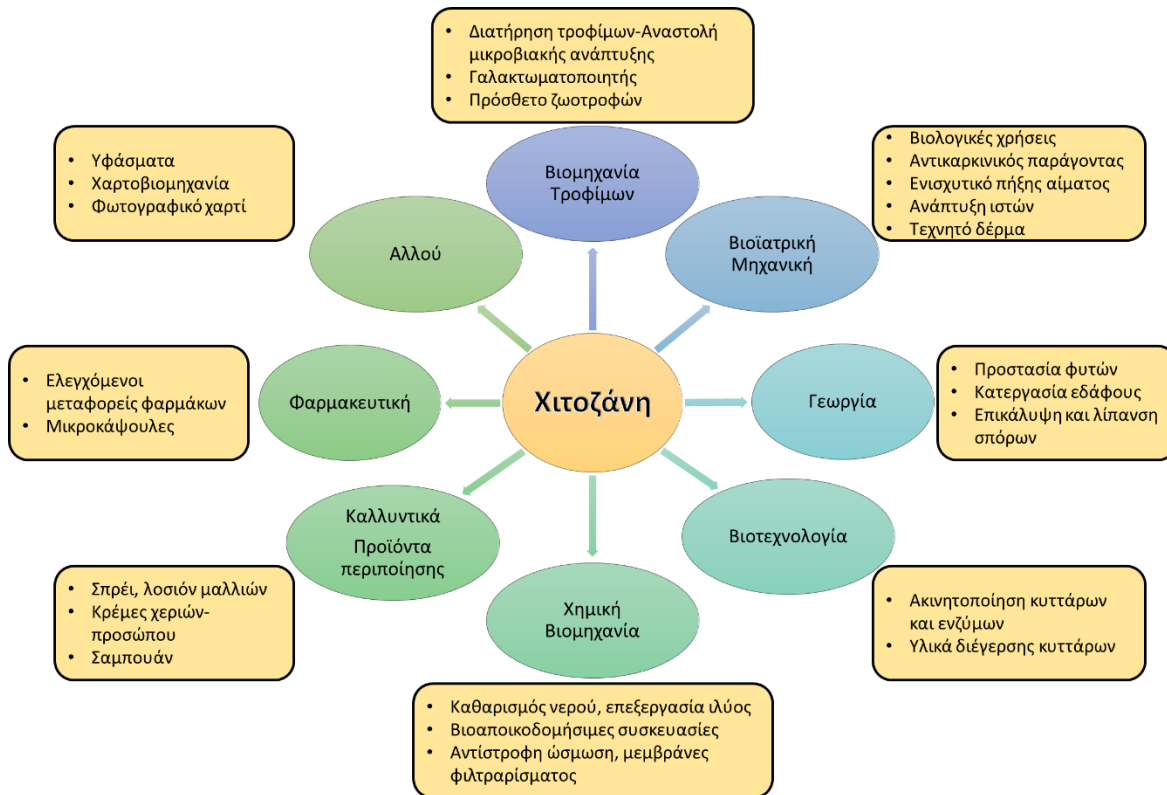 • Διατήρηση τροφίμων-Αναστολή
μικροβιακής ανάπτυξης
• Γαλακτωματοποιητής
• Πρόσθετο ζωοτροφών
Βιομηχανία
Τροφίμων
• Βιολογικές χρήσεις
• Αντικαρκινικός παράγοντας
• Ενισχυτικό πήξης αίματος
• Ανάπτυξη ιστών
• Τεχνητό δέρμα
Βιοϊατρική
Μηχανική
• Υφάσματα
• Χαρτοβιομηχανία
• Φωτογραφικό χαρτί
Αλλού
• Ελεγχόμενοι
μεταφορείς φαρμάκων
• Μικροκάψουλες
Φαρμακευτική
Χιτοζάνη
Γεωργία
• Προστασία φυτών
• Κατεργασία εδάφους
• Επικάλυψη και λίπανση
σπόρων
Καλλυντικά
Προϊόντα
περιποίησης
• Σπρέι, λοσιόν μαλλιών
• Κρέμες χεριών-
προσώπου
• Σαμπουάν
Βιοτεχνολογία
• Ακινητοποίηση κυττάρων
και ενζύμων
• Υλικά διέγερσης κυττάρων
Χημική
Βιομηχανία
• Καθαρισμός νερού, επεξεργασία ιλύος
• Βιοαποικοδομήσιμες συσκευασίες
• Αντίστροφη ώσμωση, μεμβράνες
φιλτραρίσματος